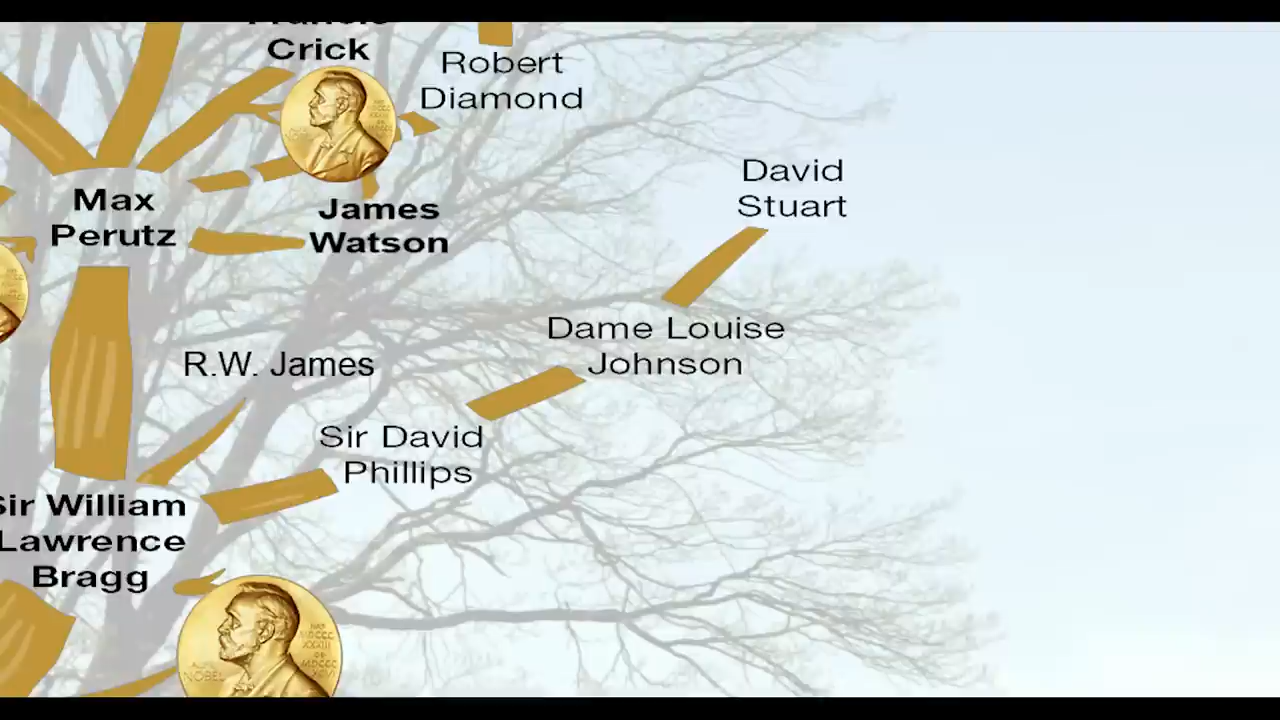 Crick
Robert
Diamond
David
Stuart
Max
Perutz
James
Watson
Dame Louise
Johnson
R.W. James
Sir David
Phillips
Sir William
Lawrence
Bragg